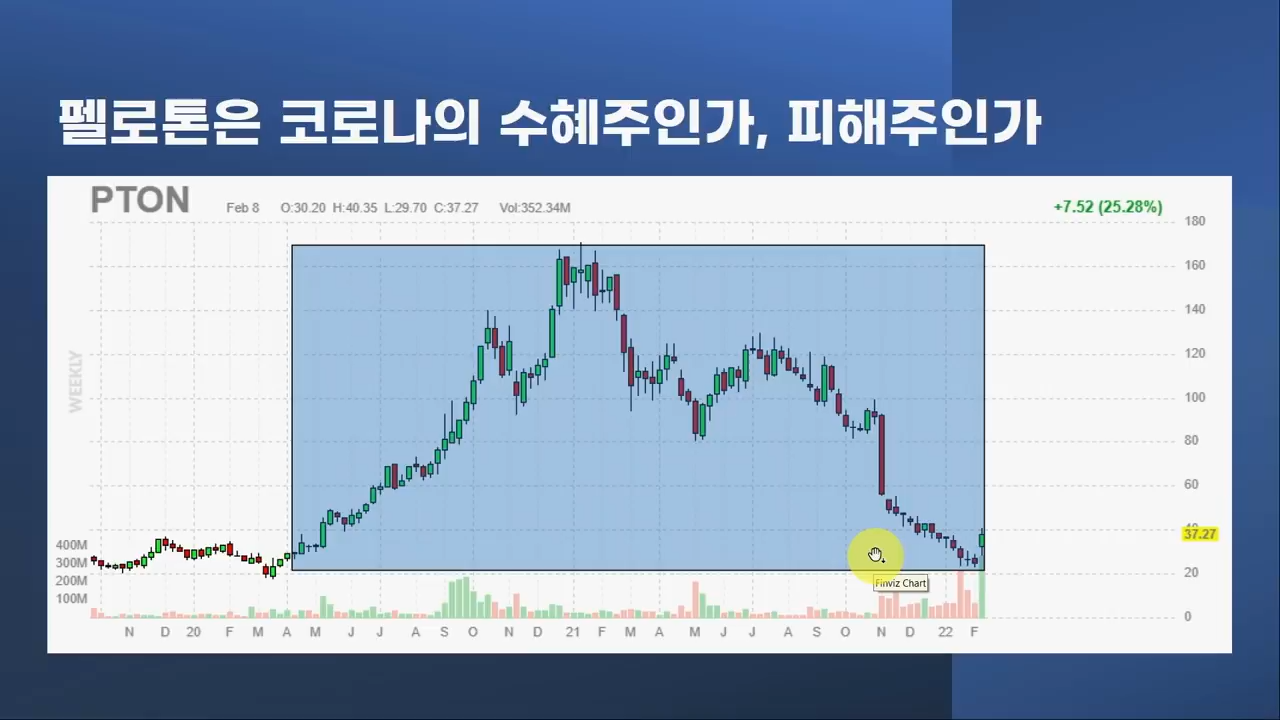 펠로톤은 코로나의 수혜주인가, 피해주인가
PTON Feb 8 O:30.20 H:40.35 L:29.70 C:37.27 Vol:352.34M +7.52 (25.28%)
180
160
140
120
100
80
60
40
37.27
20
0
WEEKLY
400M
300M
200M
100M
Finviz Chart
N D 20 F M A M J J A S O N D 21 F M A M J J A S O N D 22 F